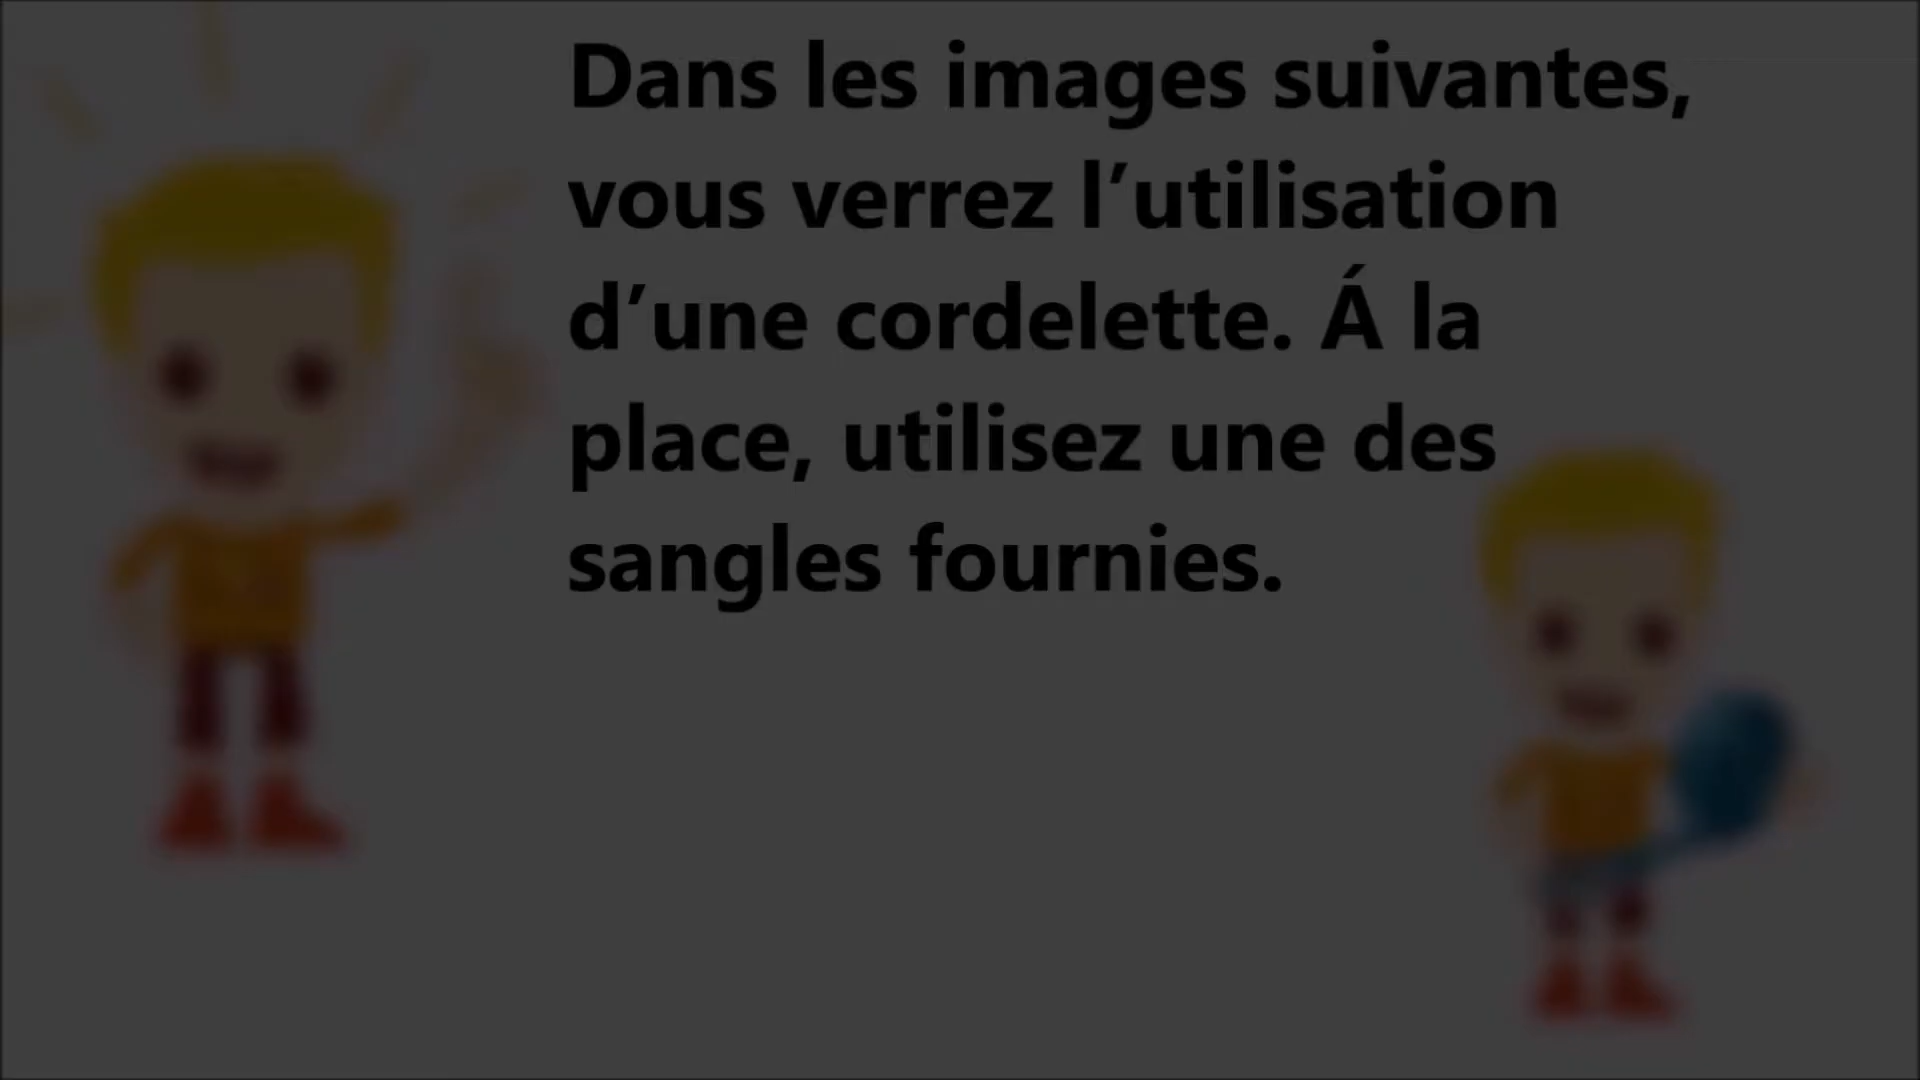 Dans les images suivantes,
vous verrez l’utilisation
d’une cordelette. Á la
place, utilisez une des
sangles fournies.